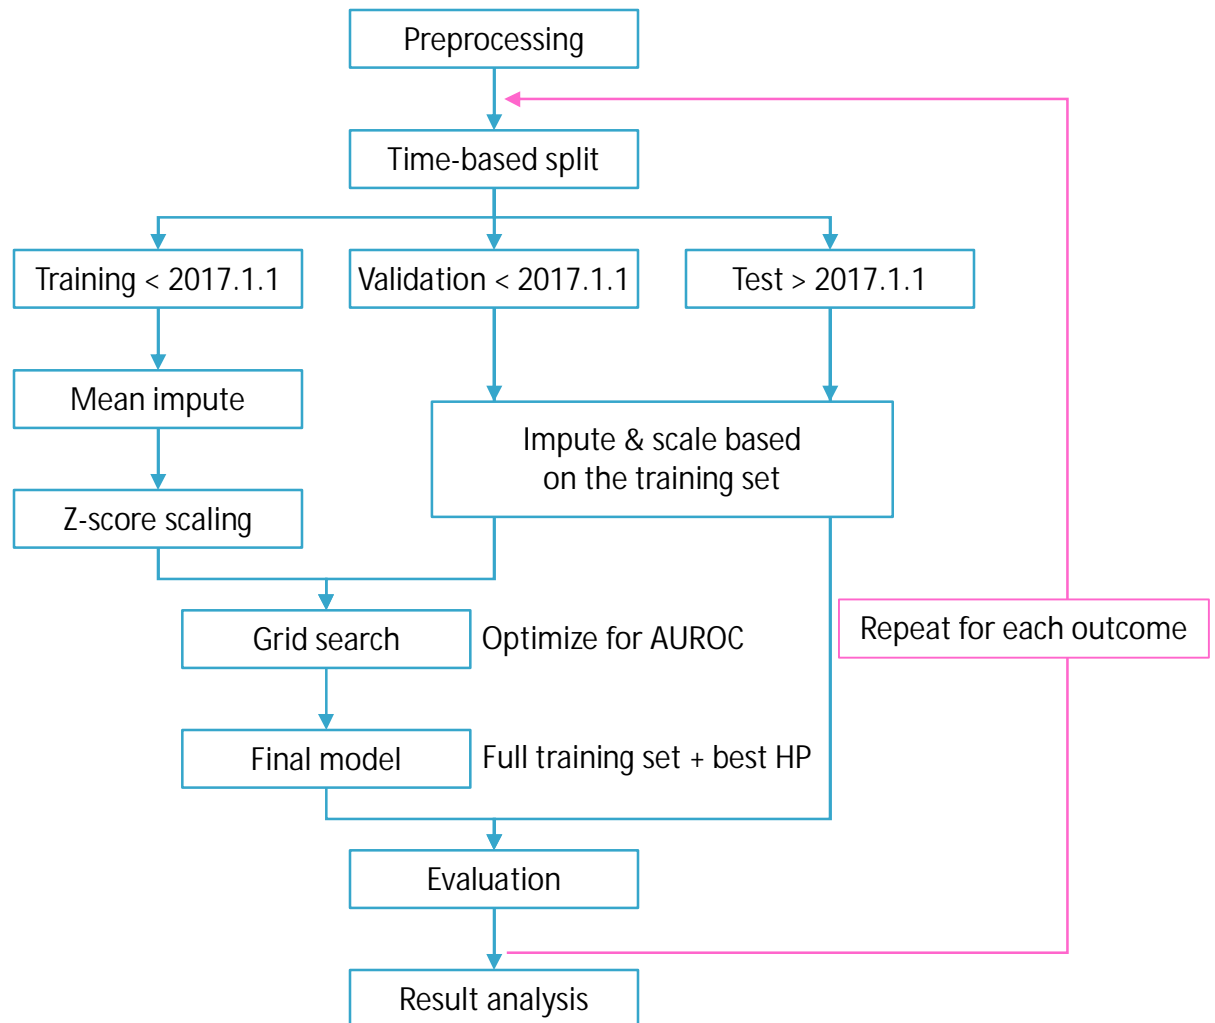 Preprocessing
Time-based split
Training < 2017.1.1
Validation < 2017.1.1
Test > 2017.1.1
Mean impute
Impute & scale based
on the training set
Z-score scaling
Grid search
Optimize for AUROC
Repeat for each outcome
Final model
Full training set + best HP
Evaluation
Result analysis